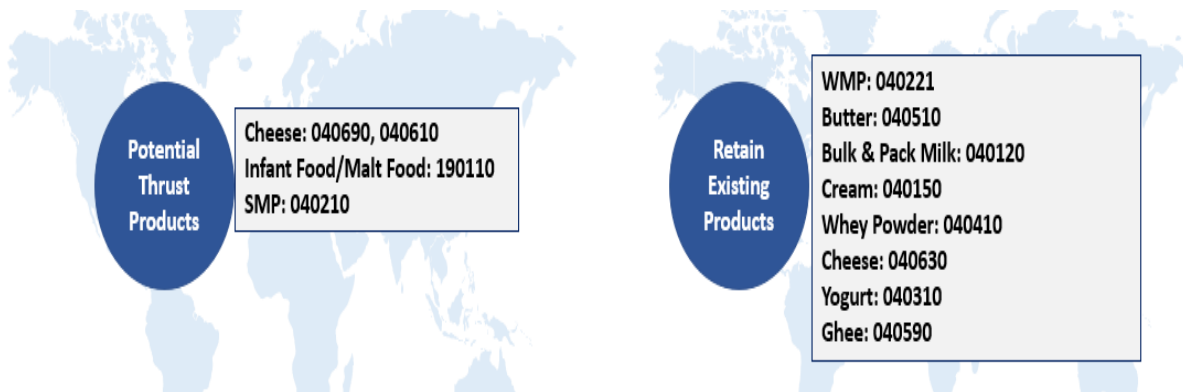 Potential
Thrust
Products
Cheese: 040690, 040610
Infant Food/Malt Food: 190110
SMP: 040210
Retain
Existing
Products
WMP: 040221
Butter: 040510
Bulk & Pack Milk: 040120
Cream: 040150
Whey Powder: 040410
Cheese: 040630
Yogurt: 040310
Ghee: 040590